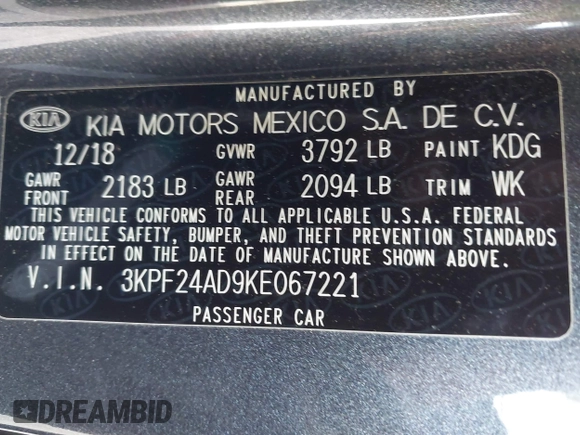 MANUFACTURED BY
KIA KIA MOTORS MEXICO S.A. DE C.V.
12/18 GVWR 3792 LB PAINT KDG
GAWR FRONT 2183 LB GAWR REAR 2094 LB TRIM WK
THIS VEHICLE CONFORMS TO ALL APPLICABLE U.S.A. FEDERAL
MOTOR VEHICLE SAFETY, BUMPER, AND THEFT PREVENTION STANDARDS
IN EFFECT ON THE DATE OF MANUFACTURE SHOWN ABOVE.
V.I.N. 3KPF24AD9KE067221
PASSENGER CAR
DREAMBID